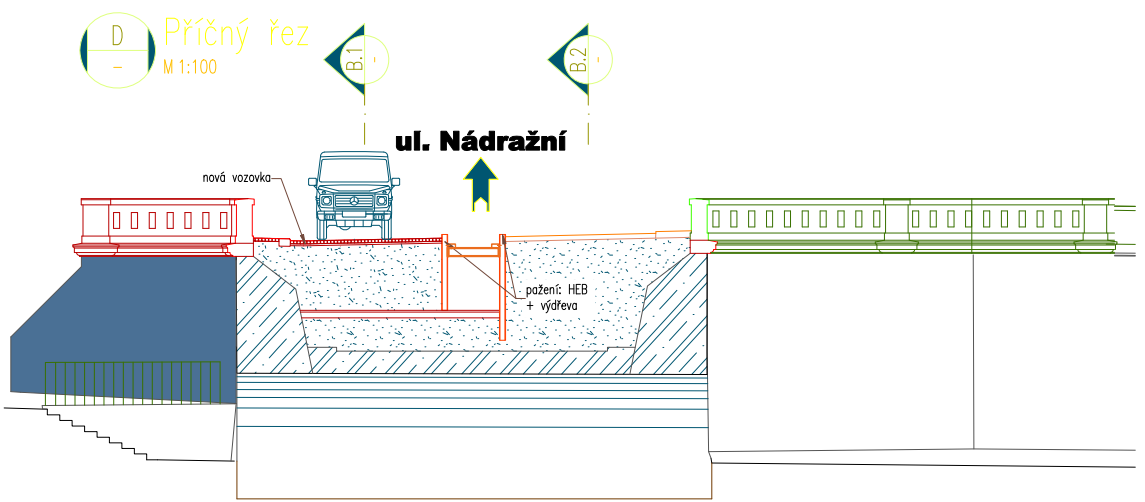 D
–
Příčný řez
M 1:100
B.1
-
B.2
-
ul. Nádražní
nová vozovka
pažení: HEB
+ výdřeva